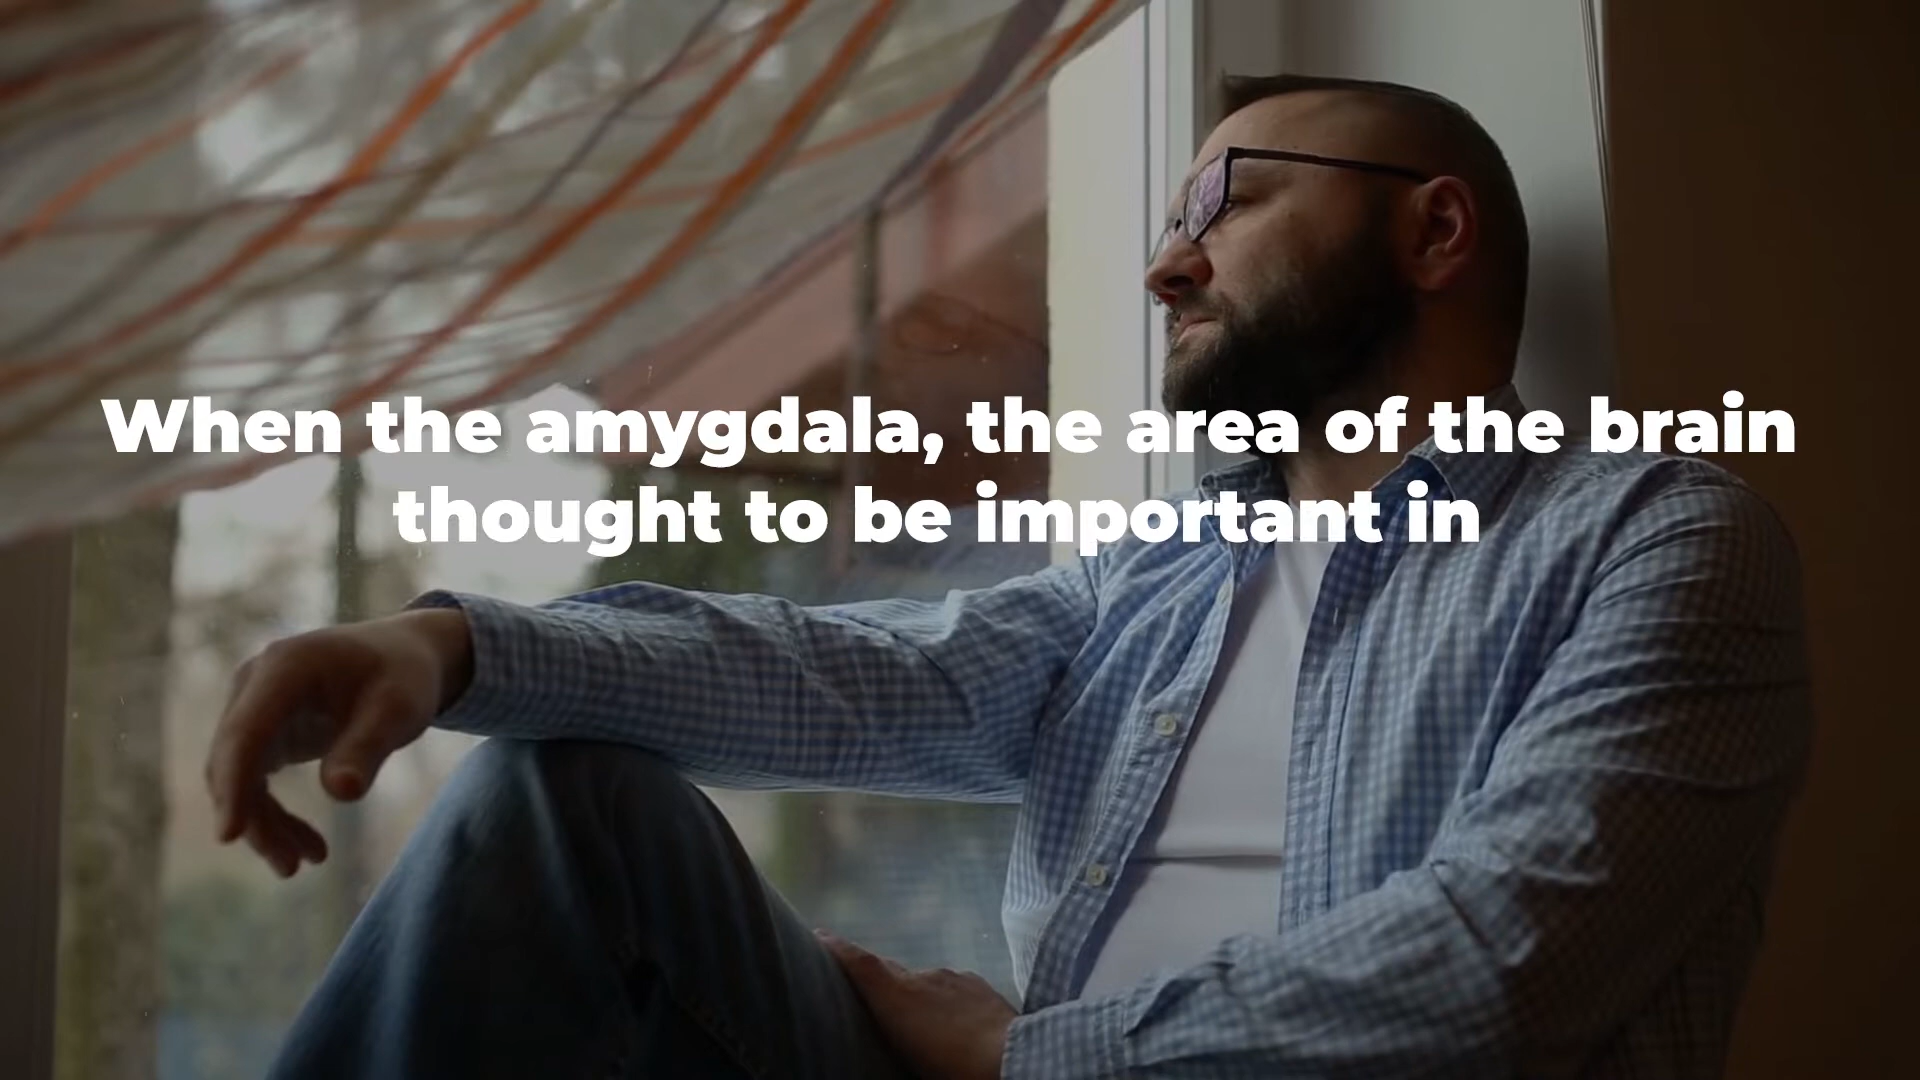 When the amygdala, the area of the brain
thought to be important in